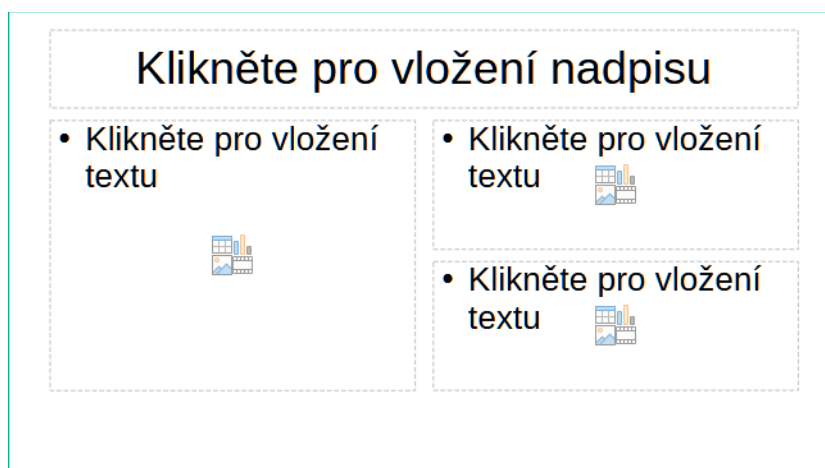 Klikněte pro vložení nadpisu
• Klikněte pro vložení
textu
• Klikněte pro vložení
textu
• Klikněte pro vložení
textu